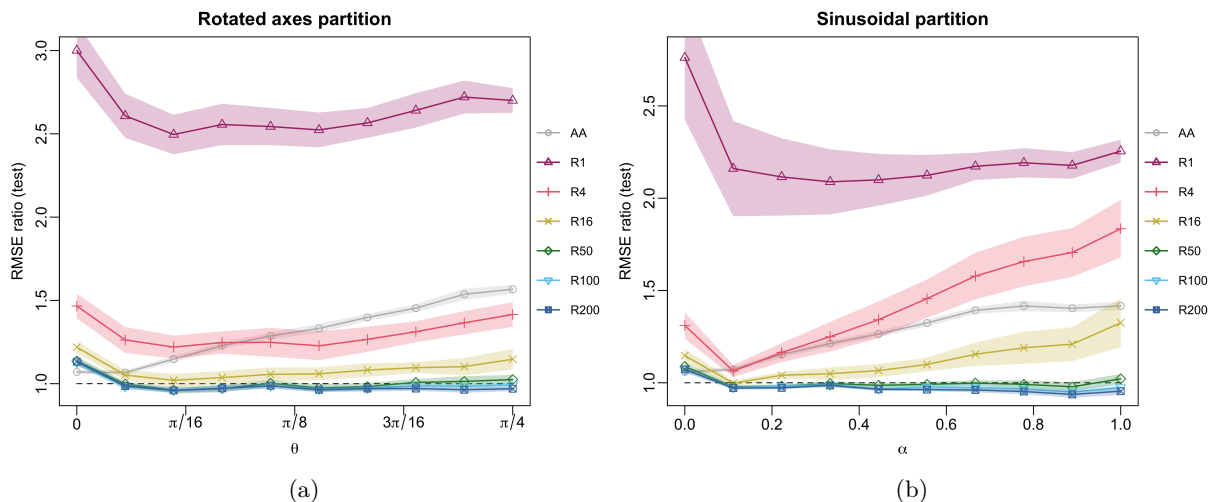 Rotated axes partition
RMSE ratio (test)
3.0
2.5
2.0
1.5
1.0
0
π/16
π/8
3π/16
π/4
θ
AA
R1
R4
R16
R50
R100
R200
(a)
Sinusoidal partition
RMSE ratio (test)
2.5
2.0
1.5
1.0
0.0
0.2
0.4
0.6
0.8
1.0
α
AA
R1
R4
R16
R50
R100
R200
(b)